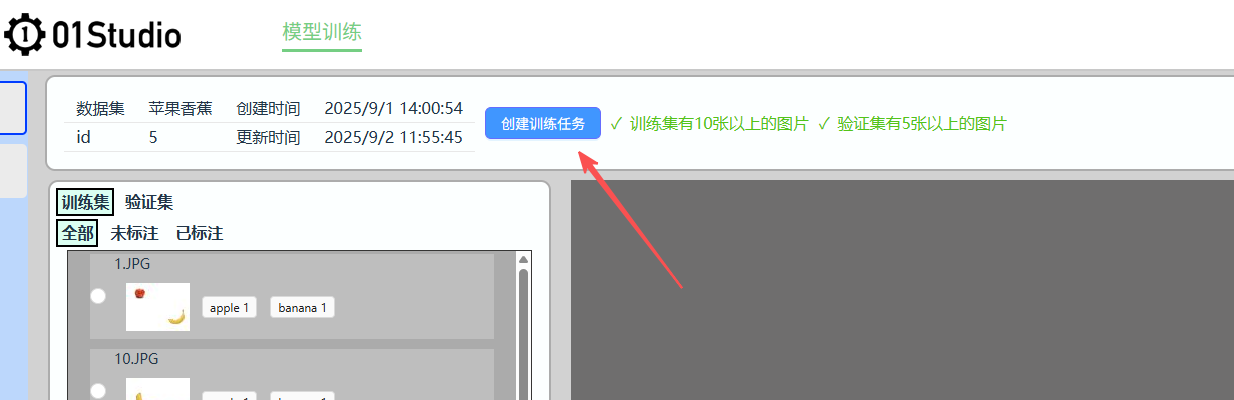 01Studio
模型训练
数据集 苹果香蕉 创建时间 2025/9/1 14:00:54
id 5 更新时间 2025/9/2 11:55:45
创建训练任务 ✓ 训练集有10张以上的图片 ✓ 验证集有5张以上的图片
训练集 验证集
全部 未标注 已标注
1.JPG
apple 1 banana 1
10.JPG